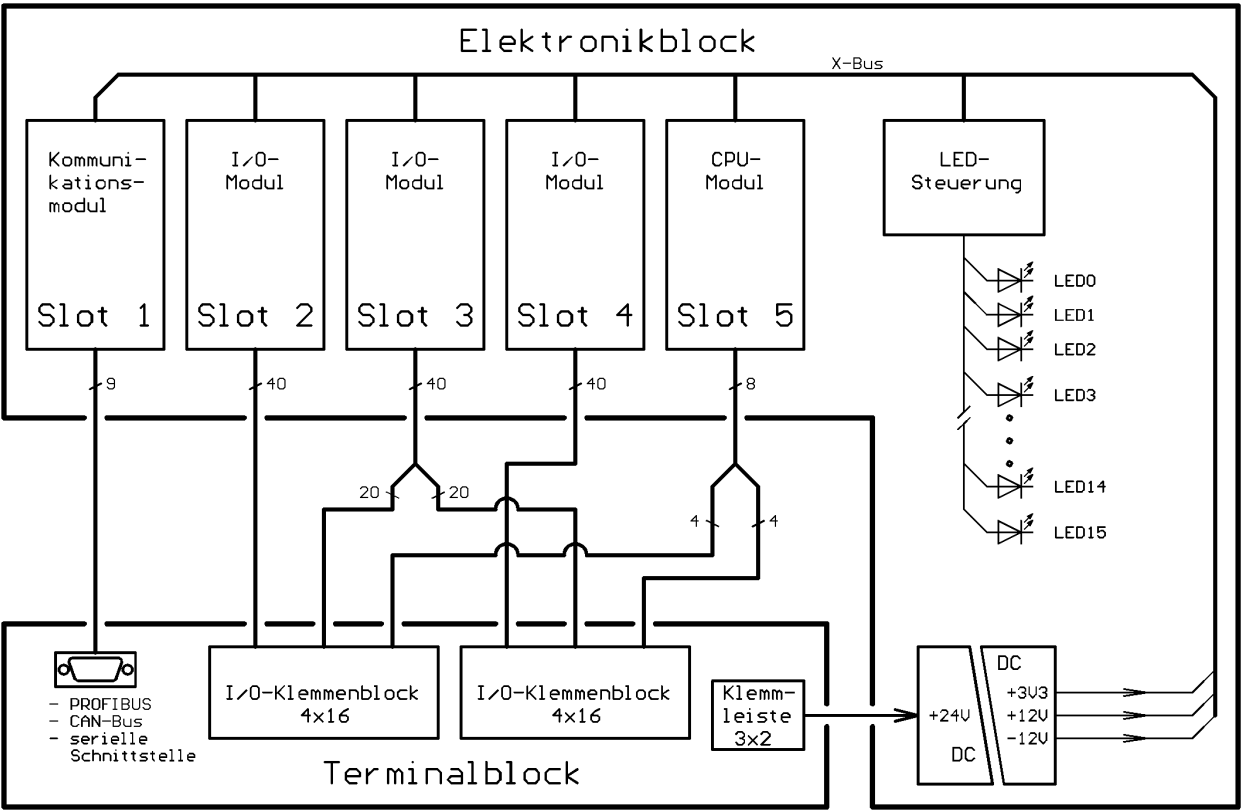 Elektronikblock
X-Bus
Kommuni-
kations-
modul
Slot 1
I/O-
Modul
Slot 2
I/O-
Modul
Slot 3
I/O-
Modul
Slot 4
CPU-
Modul
Slot 5
LED-
Steuerung
LED0
LED1
LED2
LED3
LED14
LED15
9
40
40
40
8
20
20
4
4
- PROFIBUS
- CAN-Bus
- serielle
Schnittstelle
I/O-Klemmenblock
4x16
I/O-Klemmenblock
4x16
Klemm-
leiste
3x2
+24V
DC
DC
+3V3
+12V
-12V
Terminalblock